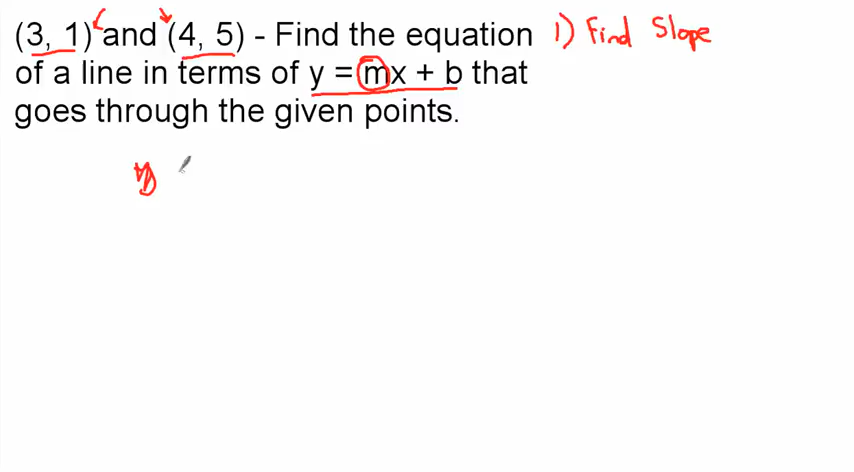 (3, 1) and (4, 5) - Find the equation
of a line in terms of y = mx + b that
goes through the given points.
1) Find Slope